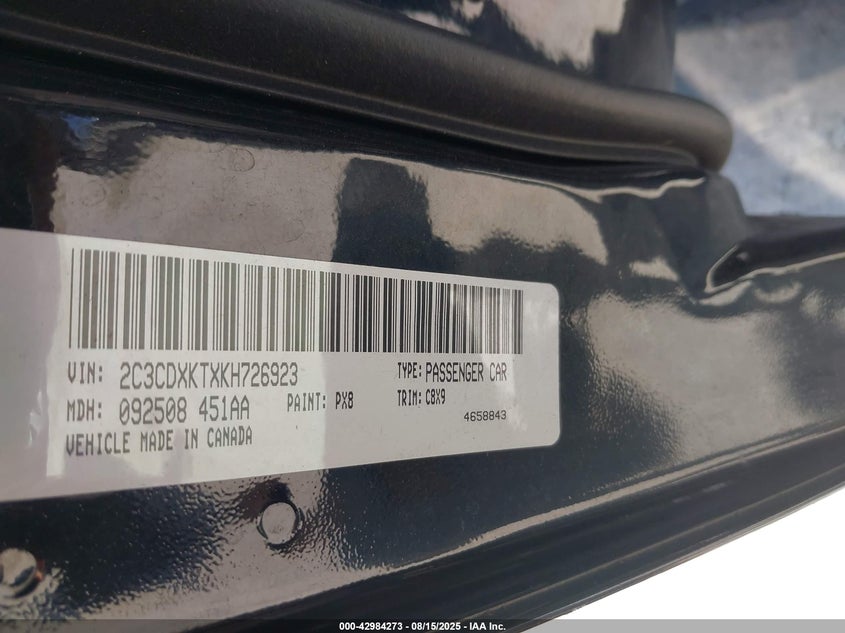 VIN: 2C3CDXKTXKH726923 TYPE: PASSENGER CAR
MDH: 092508 451AA PAINT: PX8 TRIM: C8X9
4658843
VEHICLE MADE IN CANADA
000-42984273 - 08/15/2025 - IAA Inc.